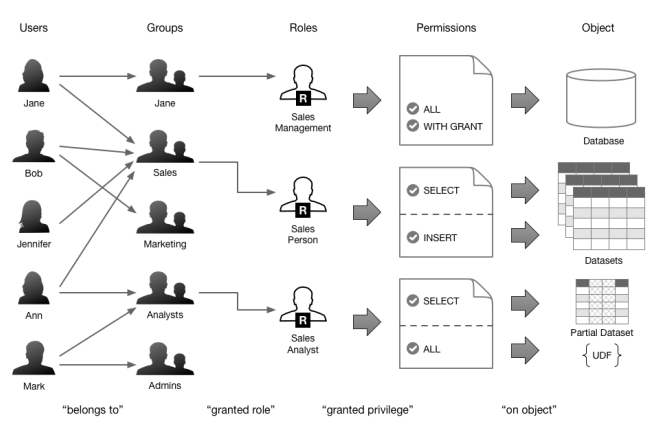 Users Groups Roles Permissions Object
Jane Jane R Sales Management ALL WITH GRANT Database
Bob Sales R Sales Person SELECT INSERT Datasets
Jennifer Marketing
Ann Analysts R Sales Analyst SELECT ALL Partial Dataset { UDF }
Mark Admins
“belongs to” “granted role” “granted privilege” “on object”